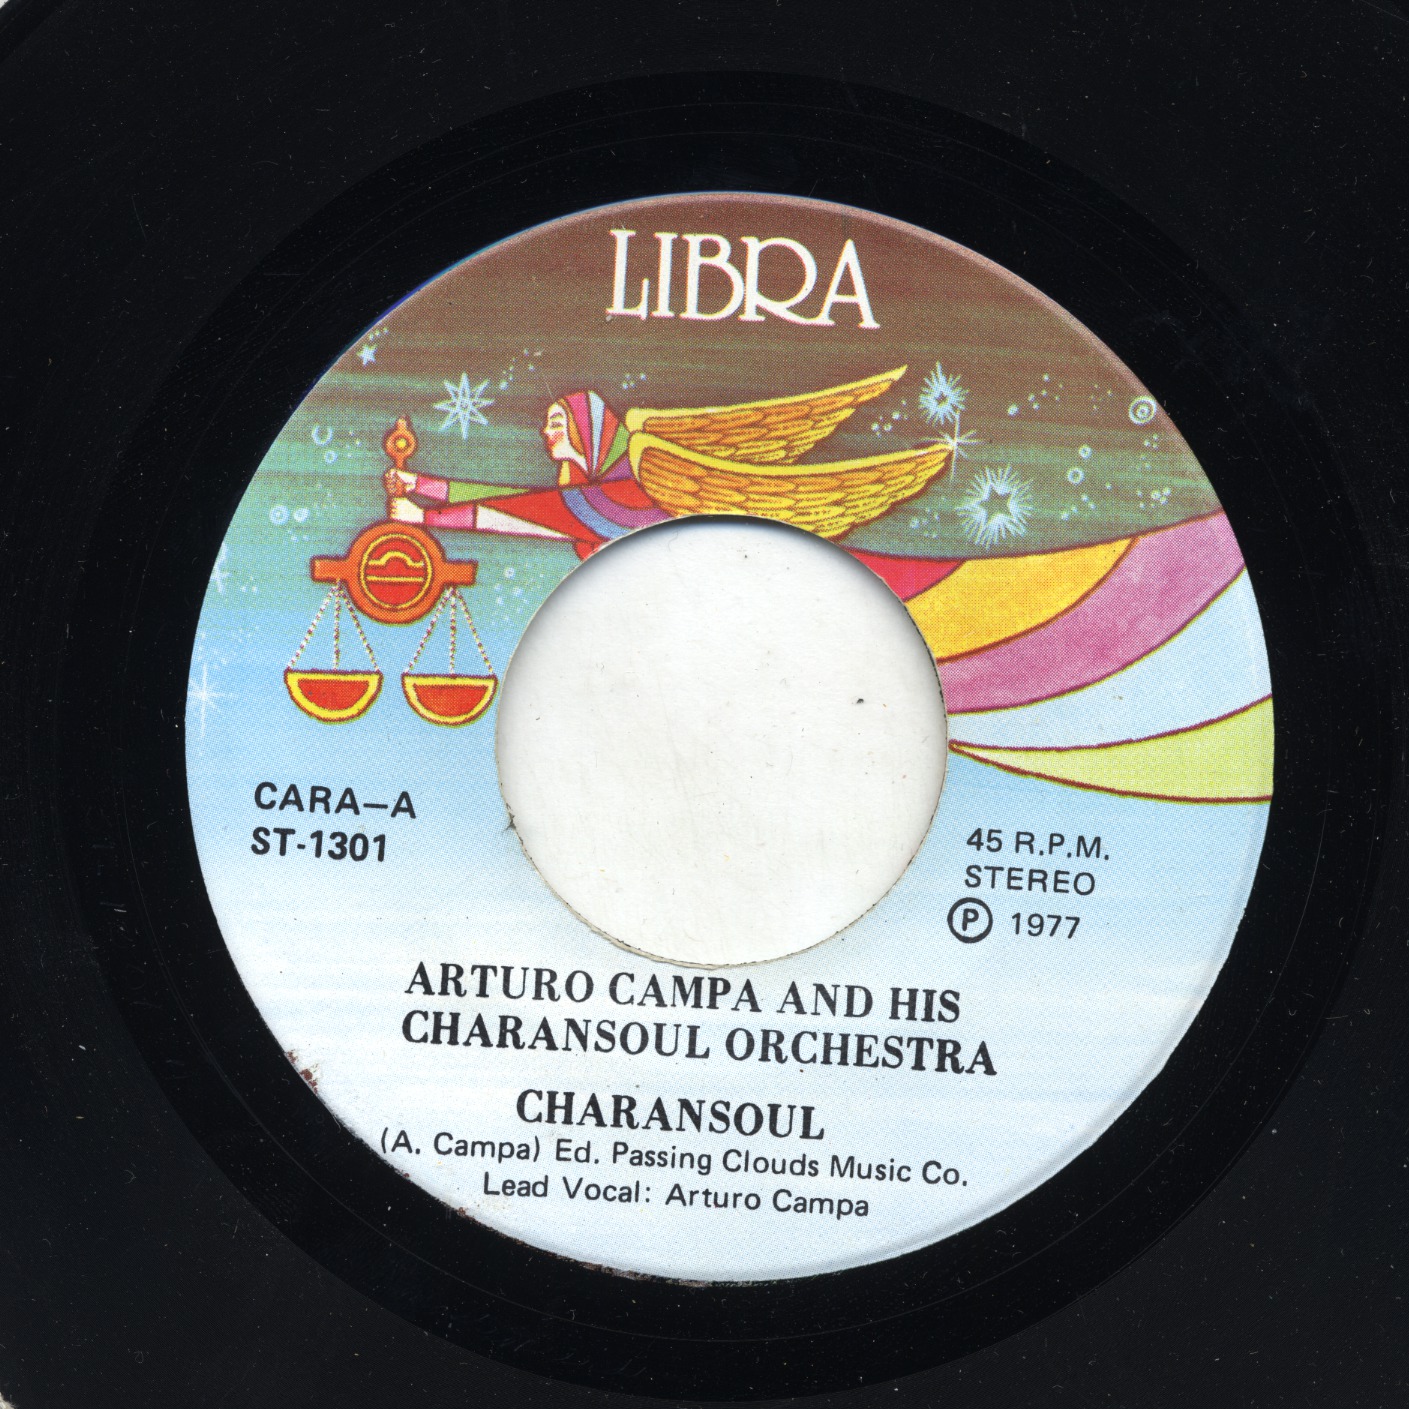 LIBRA
CARA—A
ST-1301
45 R.P.M.
STEREO
Ⓟ 1977
ARTURO CAMPA AND HIS
CHARANSOUL ORCHESTRA
CHARANSOUL
(A. Campa) Ed. Passing Clouds Music Co.
Lead Vocal: Arturo Campa